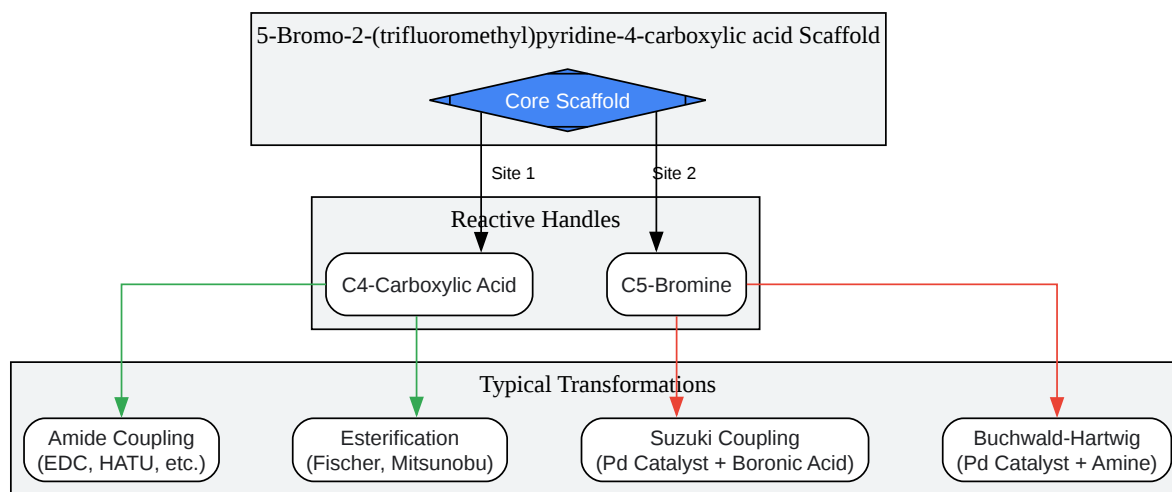 5-Bromo-2-(trifluoromethyl)pyridine-4-carboxylic acid Scaffold
Core Scaffold
Site 1
Site 2
Reactive Handles
C4-Carboxylic Acid
C5-Bromine
Typical Transformations
Amide Coupling
(EDC, HATU, etc.)
Esterification
(Fischer, Mitsunobu)
Suzuki Coupling
(Pd Catalyst + Boronic Acid)
Buchwald-Hartwig
(Pd Catalyst + Amine)